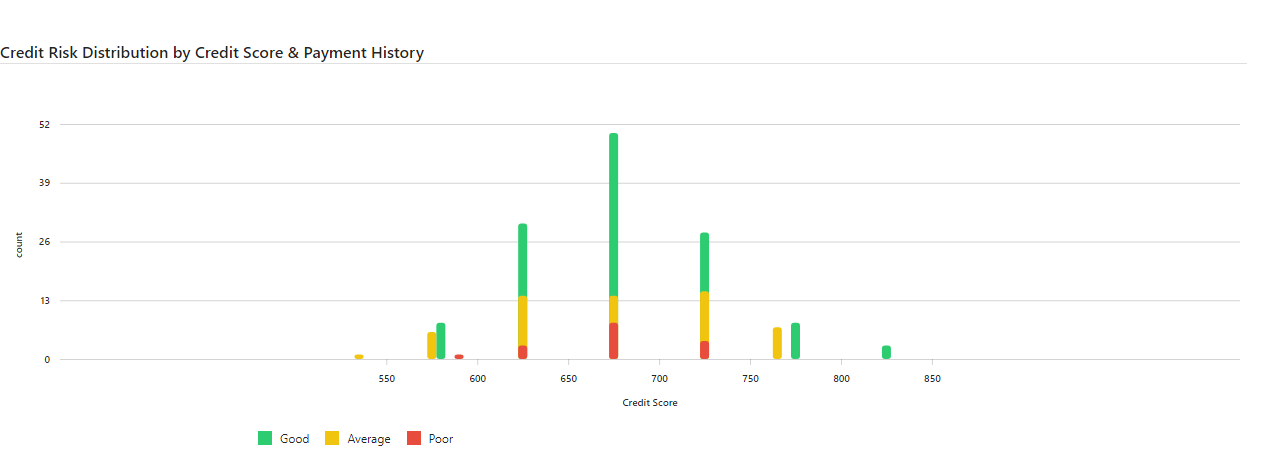 Credit Risk Distribution by Credit Score & Payment History
52
39
26
13
0
count
550 600 650 700 750 800 850
Credit Score
Good Average Poor